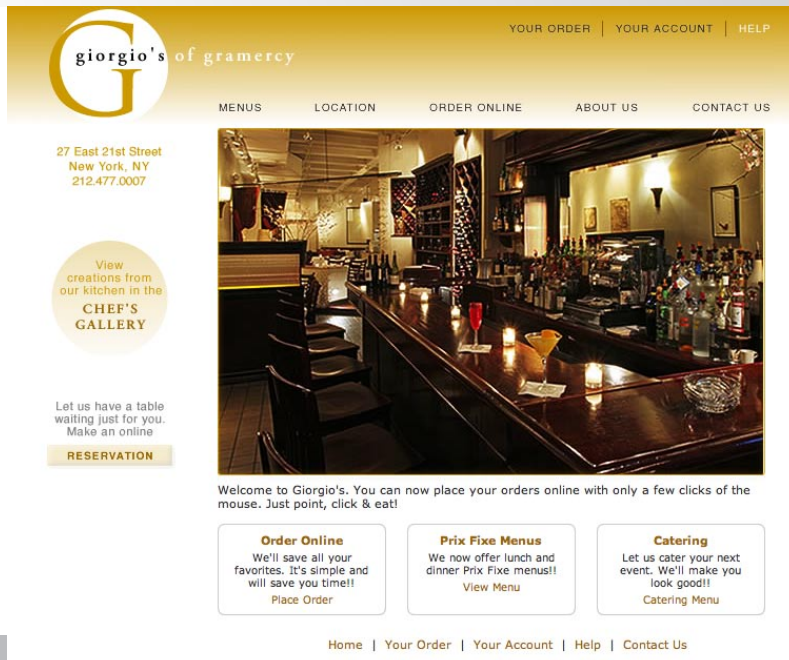 YOUR ORDER | YOUR ACCOUNT | HELP
giorgio's of gramercy
MENUS LOCATION ORDER ONLINE ABOUT US CONTACT US
27 East 21st Street
New York, NY
212.477.0007
View
creations from
our kitchen in the
CHEF'S
GALLERY
Let us have a table
waiting just for you.
Make an online
RESERVATION
Welcome to Giorgio's. You can now place your orders online with only a few clicks of the
mouse. Just point, click & eat!
Order Online
We'll save all your
favorites. It's simple and
will save you time!!
Place Order
Prix Fixe Menus
We now offer lunch and
dinner Prix Fixe menus!!
View Menu
Catering
Let us cater your next
event. We'll make you
look good!!
Catering Menu
Home | Your Order | Your Account | Help | Contact Us